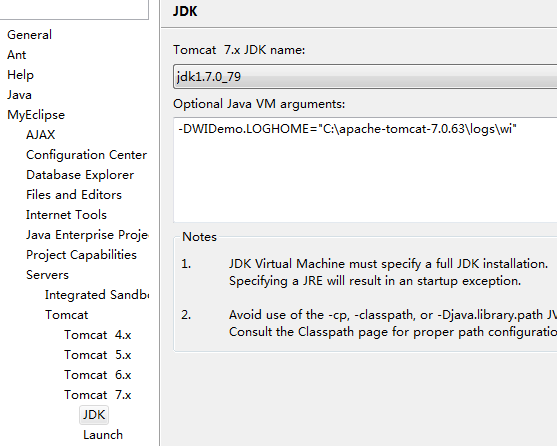 General
Ant
Help
Java
MyEclipse
AJAX
Configuration Center
Database Explorer
Files and Editors
Internet Tools
Java Enterprise Proje
Project Capabilities
Servers
Integrated Sandb
Tomcat
Tomcat 4.x
Tomcat 5.x
Tomcat 6.x
Tomcat 7.x
JDK
Launch
JDK
Tomcat 7.x JDK name:
jdk1.7.0_79
Optional Java VM arguments:
-DWIDemo.LOGHOME="C:\apache-tomcat-7.0.63\logs\wi"
Notes
1. JDK Virtual Machine must specify a full JDK installation.
Specifying a JRE will result in an startup exception.
2. Avoid use of the -cp, -classpath, or -Djava.library.path JV
Consult the Classpath page for proper path configuratio